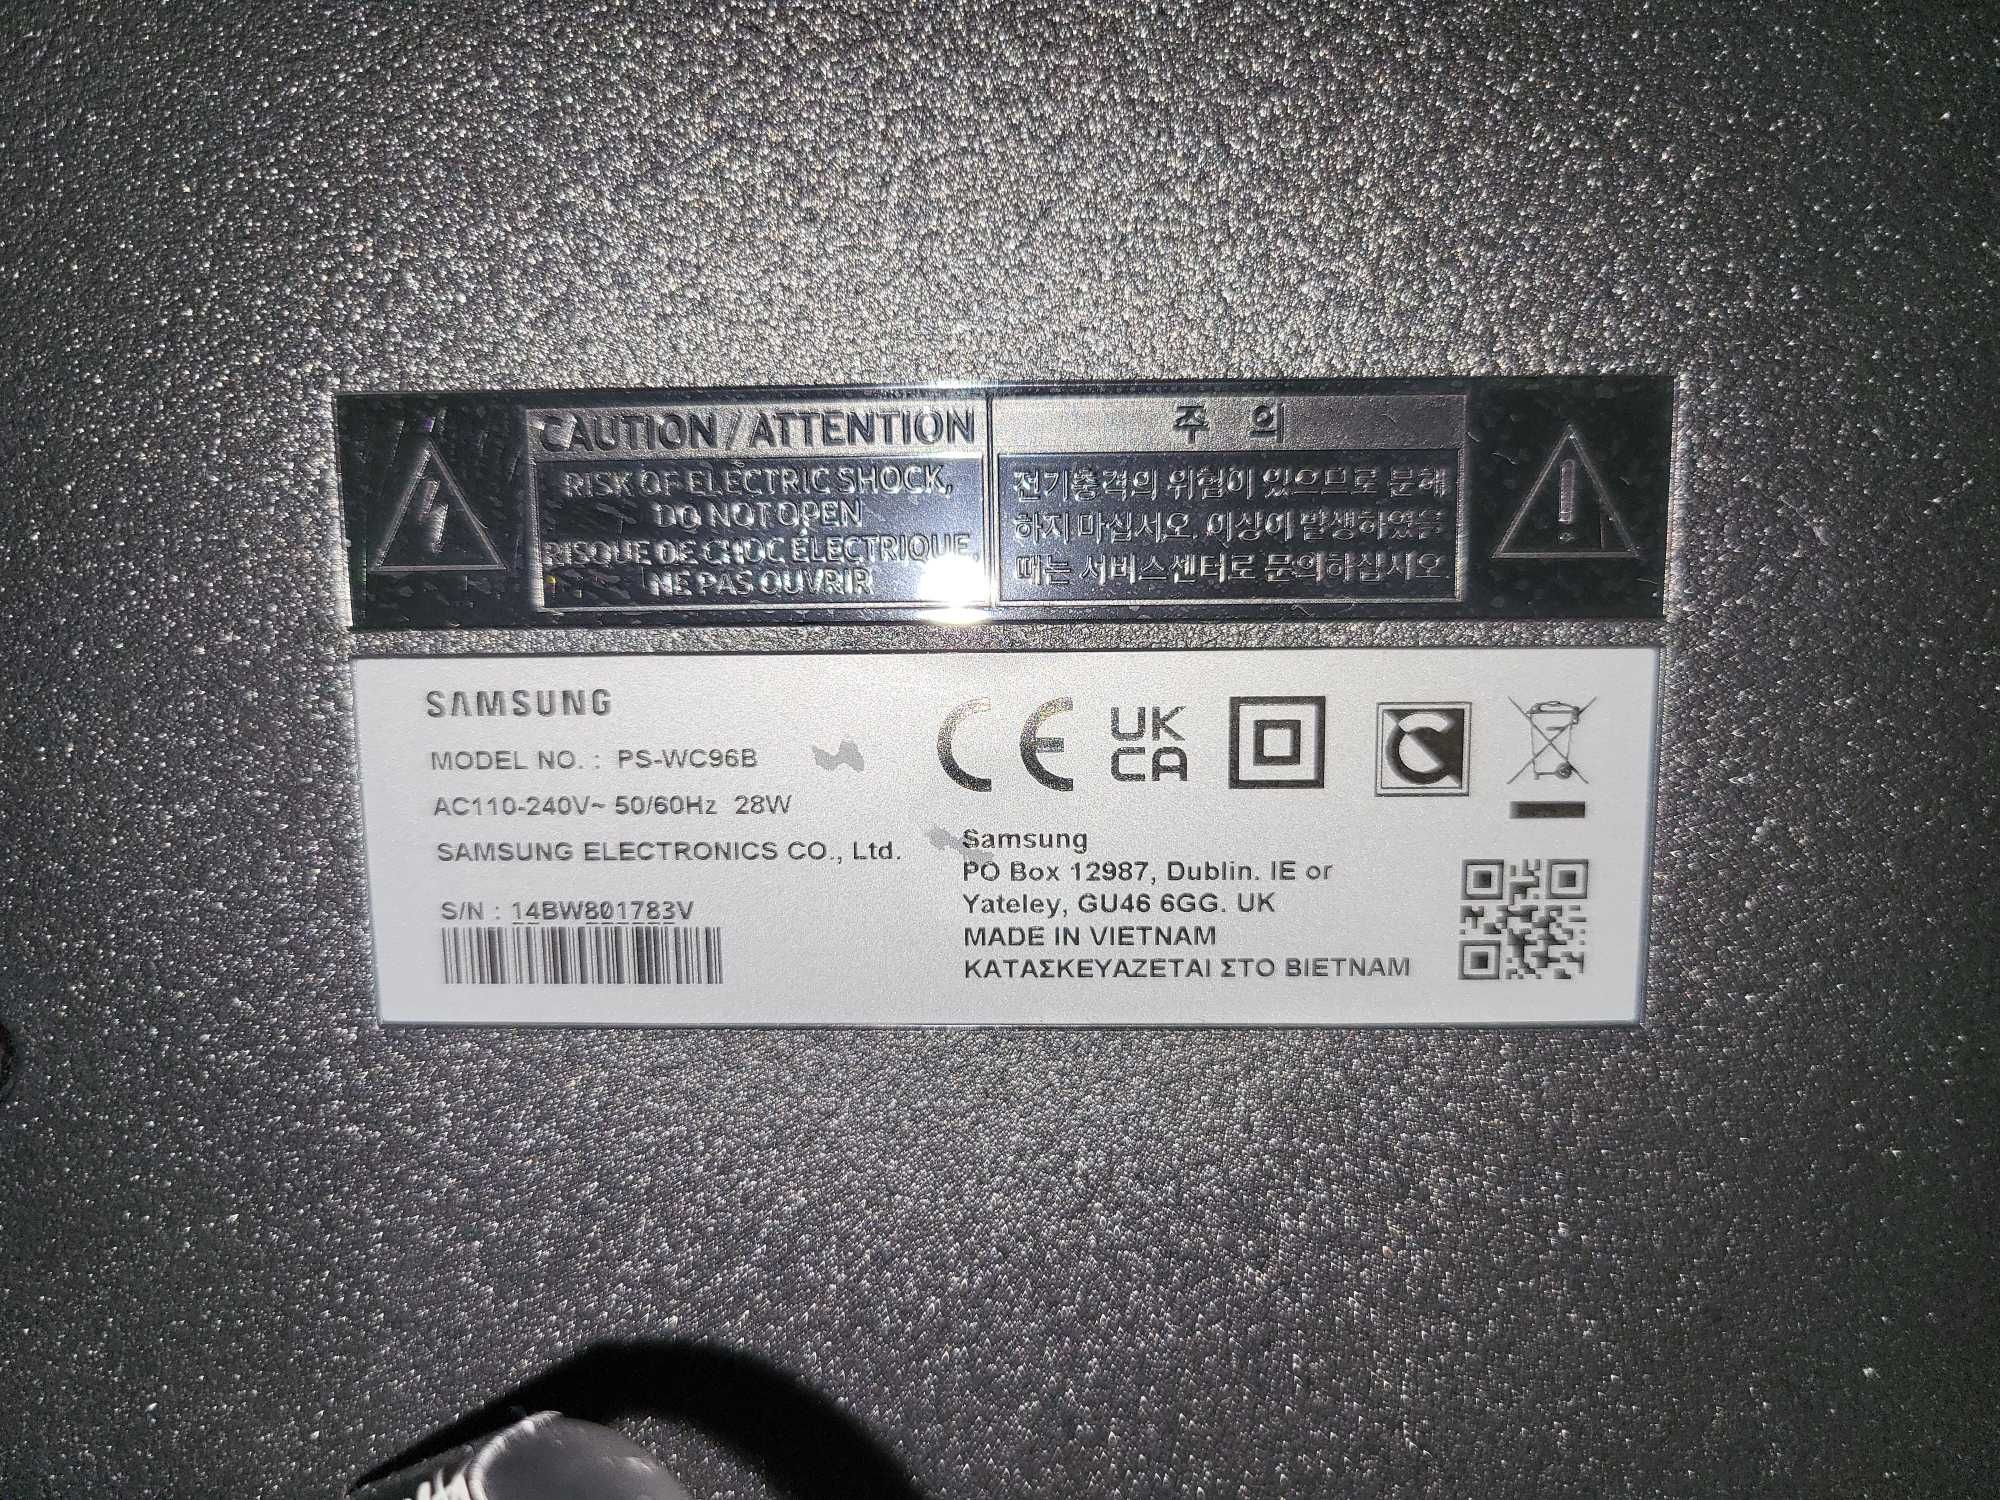 CAUTION / ATTENTION
RISK OF ELECTRIC SHOCK,
DO NOT OPEN
RISQUE DE CHOC ELECTRIQUE,
NE PAS OUVRIR
주 의
전기충격의 위험이 있으므로 분해
하지 마십시오. 이상이 발생하였을
때는 서비스센터로 문의하십시오
SAMSUNG
MODEL NO. : PS-WC96B
AC110-240V~ 50/60Hz 28W
SAMSUNG ELECTRONICS CO., Ltd.
S/N : 14BW801783V
CE
UK
CA
C
Samsung
PO Box 12987, Dublin. IE or
Yateley, GU46 6GG. UK
MADE IN VIETNAM
ΚΑΤΑΣΚΕΥΑΖΕΤΑΙ ΣΤΟ ΒΙΕΤΝΑΜ